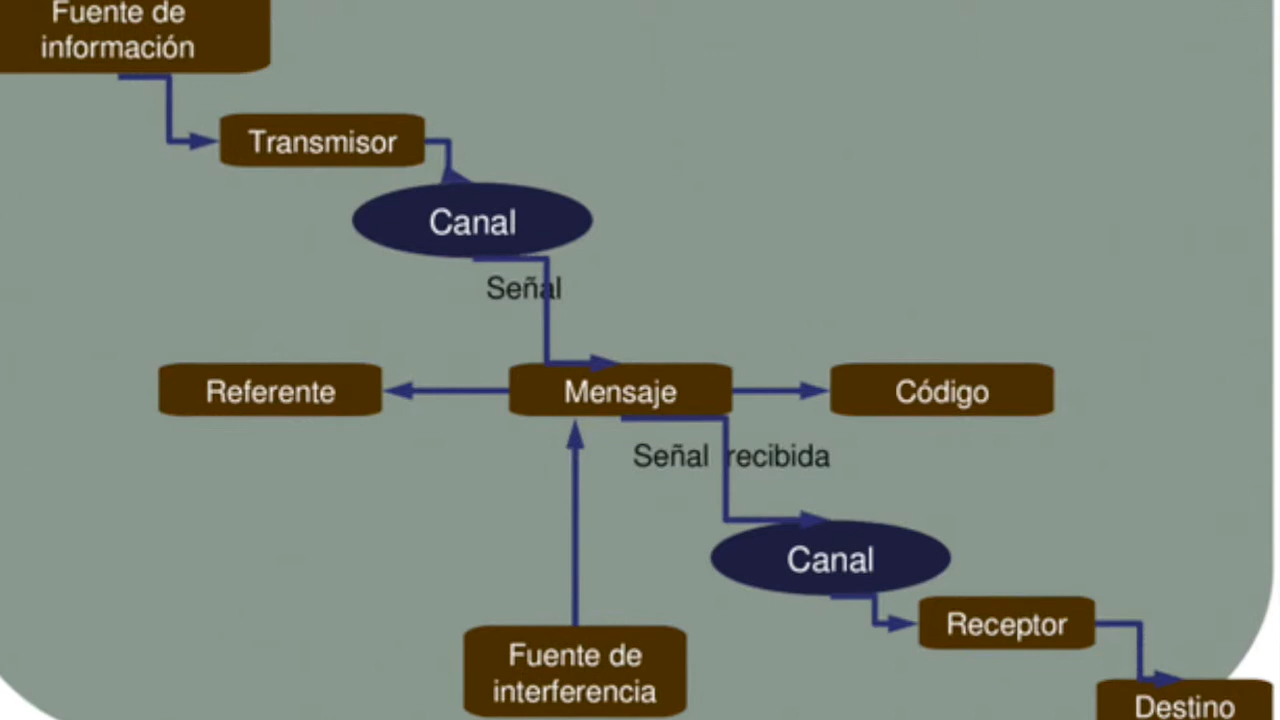 Fuente de
información
Transmisor
Canal
Señal
Referente
Mensaje
Código
Señal recibida
Canal
Receptor
Fuente de
interferencia
Destino